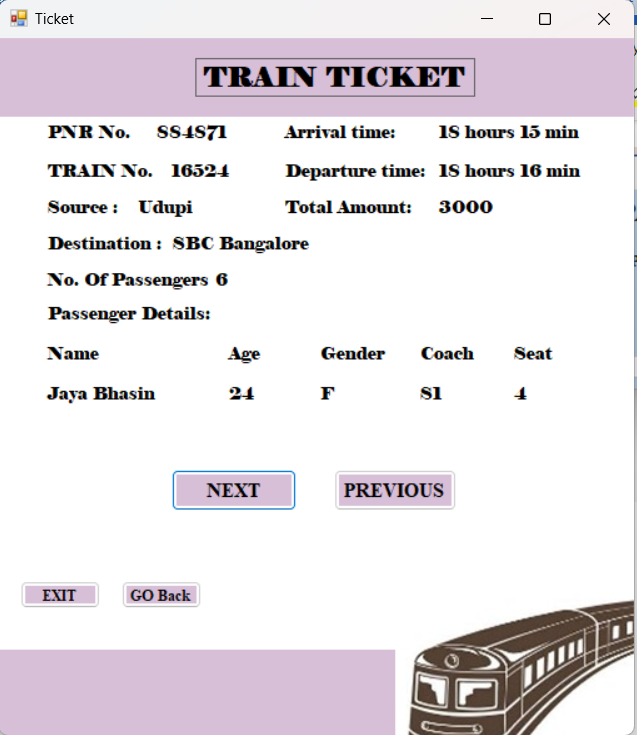 Ticket
TRAIN TICKET
PNR No. 884871 Arrival time: 18 hours 15 min
TRAIN No. 16524 Departure time: 18 hours 16 min
Source : Udupi Total Amount: 3000
Destination : SBC Bangalore
No. Of Passengers 6
Passenger Details:
Name Age Gender Coach Seat
Jaya Bhasin 24 F S1 4
NEXT PREVIOUS
EXIT GO Back